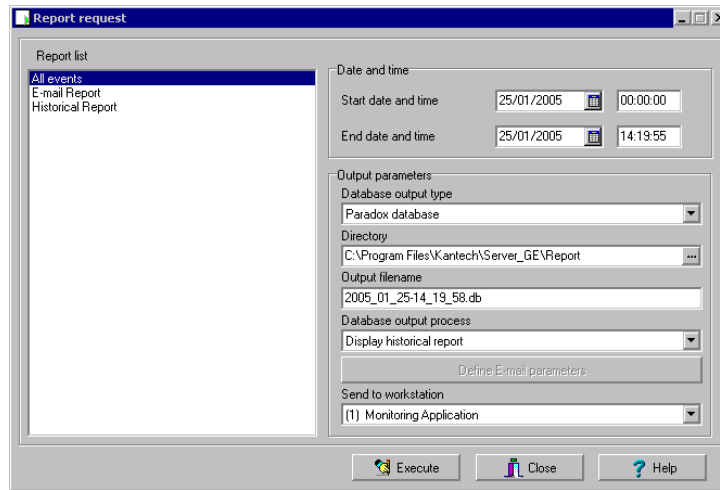 Report request
Report list
All events
E-mail Report
Historical Report
Date and time
Start date and time 25/01/2005 00:00:00
End date and time 25/01/2005 14:19:55
Output parameters
Database output type
Paradox database
Directory
C:\Program Files\Kantech\Server_GE\Report ...
Output filename
2005_01_25-14_19_58.db
Database output process
Display historical report
Define E-mail parameters
Send to workstation
(1) Monitoring Application
Execute Close ? Help